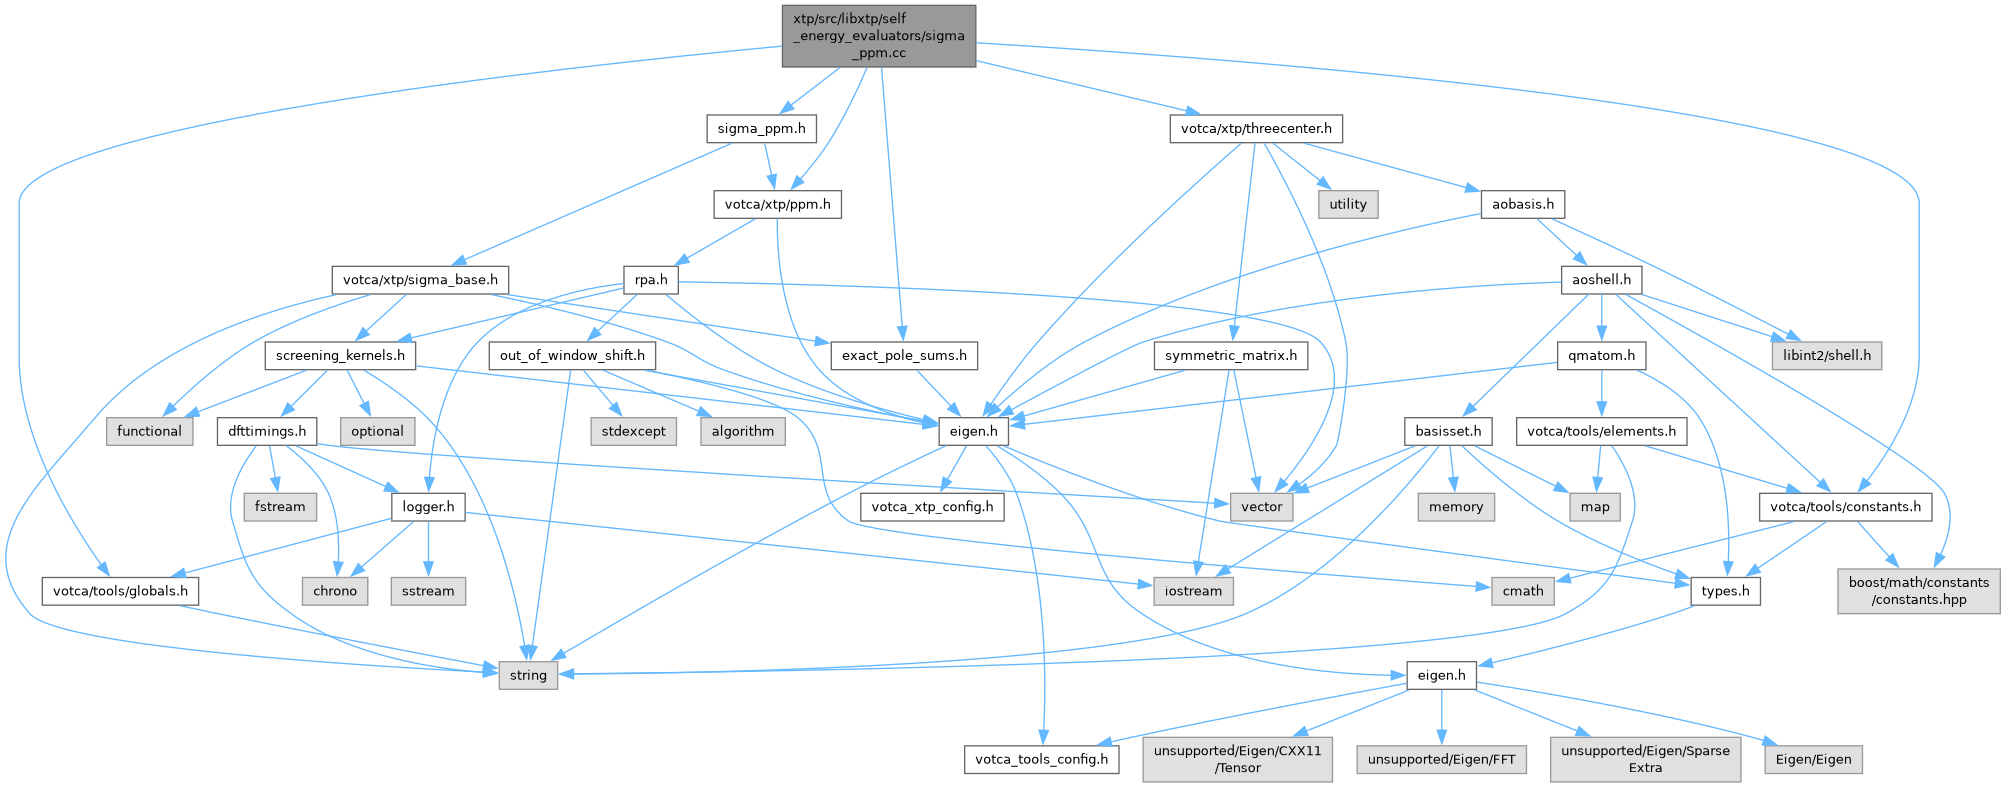 xtp/src/libxtp/self
_energy_evaluators/sigma
_ppm.cc
sigma_ppm.h
votca/xtp/threecenter.h
votca/xtp/ppm.h
utility
aobasis.h
votca/xtp/sigma_base.h
rpa.h
aoshell.h
screening_kernels.h
out_of_window_shift.h
exact_pole_sums.h
symmetric_matrix.h
qmatom.h
libint2/shell.h
functional
dfttimings.h
optional
stdexcept
algorithm
eigen.h
basisset.h
votca/tools/elements.h
fstream
logger.h
votca_xtp_config.h
vector
memory
map
votca/tools/constants.h
votca/tools/globals.h
chrono
sstream
iostream
cmath
types.h
boost/math/constants
/constants.hpp
string
eigen.h
votca_tools_config.h
unsupported/Eigen/CXX11
/Tensor
unsupported/Eigen/FFT
unsupported/Eigen/Sparse
Extra
Eigen/Eigen